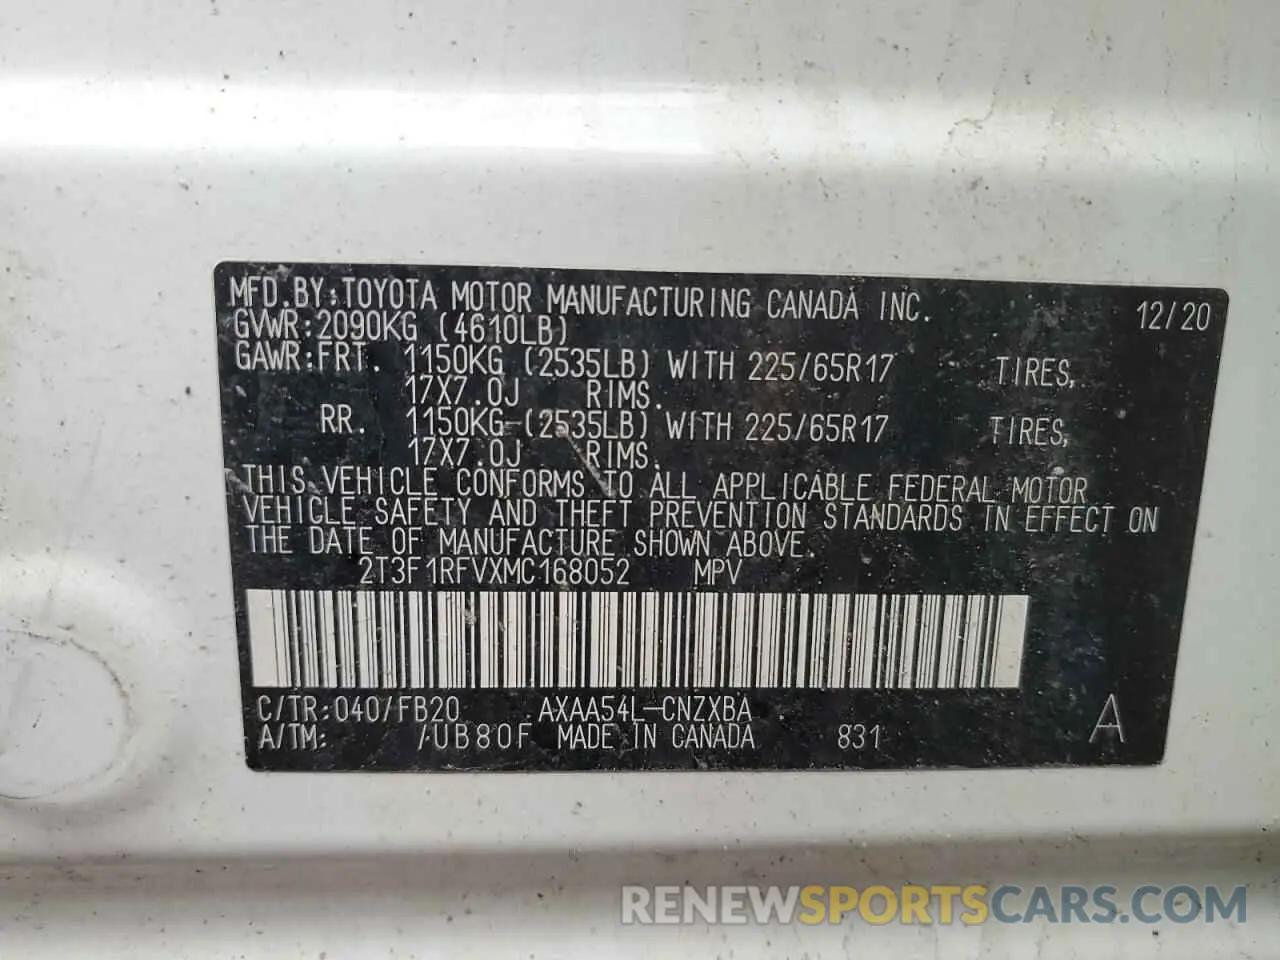 MFD.BY:TOYOTA MOTOR MANUFACTURING CANADA INC. 12/20
GVWR:2090KG (4610LB)
GAWR:FRT. 1150KG (2535LB) WITH 225/65R17 TIRES,
17X7.0J RIMS.
RR. 1150KG (2535LB) WITH 225/65R17 TIRES,
17X7.0J RIMS.
THIS VEHICLE CONFORMS TO ALL APPLICABLE FEDERAL MOTOR
VEHICLE SAFETY AND THEFT PREVENTION STANDARDS IN EFFECT ON
THE DATE OF MANUFACTURE SHOWN ABOVE.
2T3F1RFVXMC168052 MPV
C/TR:040/FB20 AXAA54L-CNZXBA A
A/TM: /UB80F MADE IN CANADA 831
RENEWSPORTSCARS.COM